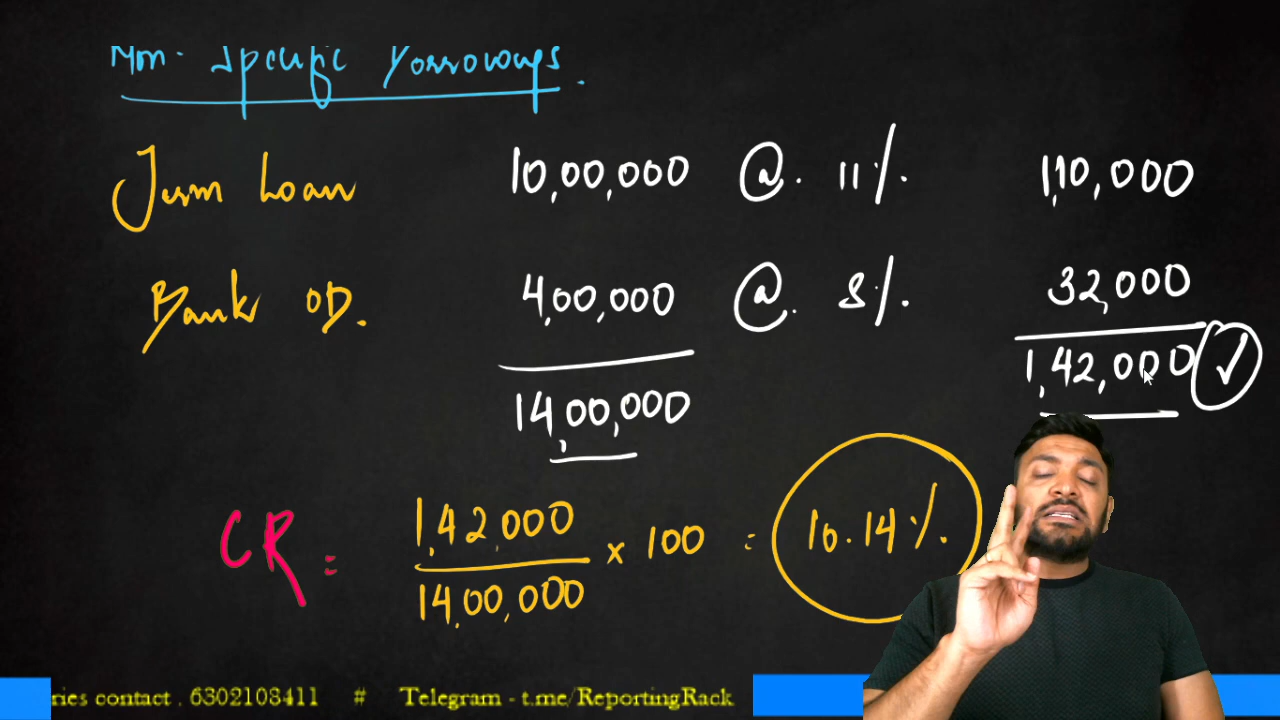 Non-Specific Borrowings.
Term Loan 10,00,000 @. 11%. 1,10,000
Bank OD. 4,00,000 @. 8%. 32,000
14,00,000 1,42,000 ✓
CR = 1,42,000
14,00,000 × 100 = 10.14%.
ries contact . 6302108411 # Telegram - t.me/ReportingRack